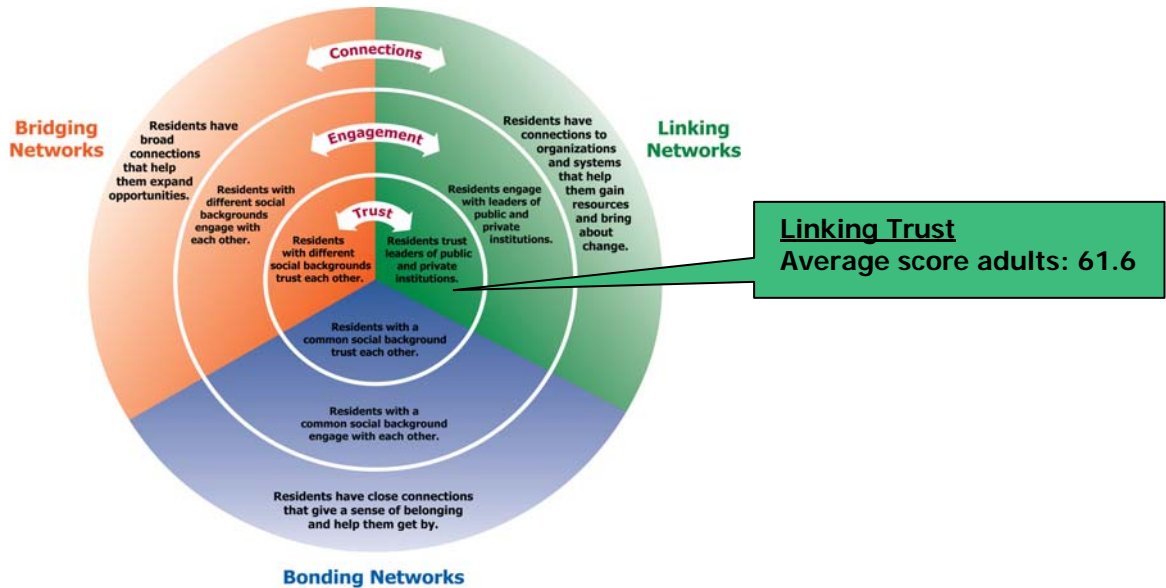 Connections
Engagement
Trust
Bridging
Networks
Residents have
broad
connections
that help
them expand
opportunities.
Residents with
different social
backgrounds
engage with
each other.
Residents
with different
social backgrounds
trust each other.
Linking
Networks
Residents have
connections to
organizations
and systems
that help
them gain
resources
and bring
about
change.
Residents engage
with leaders of
public and
private
institutions.
Residents trust
leaders of public
and private
institutions.
Linking Trust
Average score adults: 61.6
Residents with a
common social background
trust each other.
Residents with a
common social background
engage with each other.
Residents have close connections
that give a sense of belonging
and help them get by.
Bonding Networks